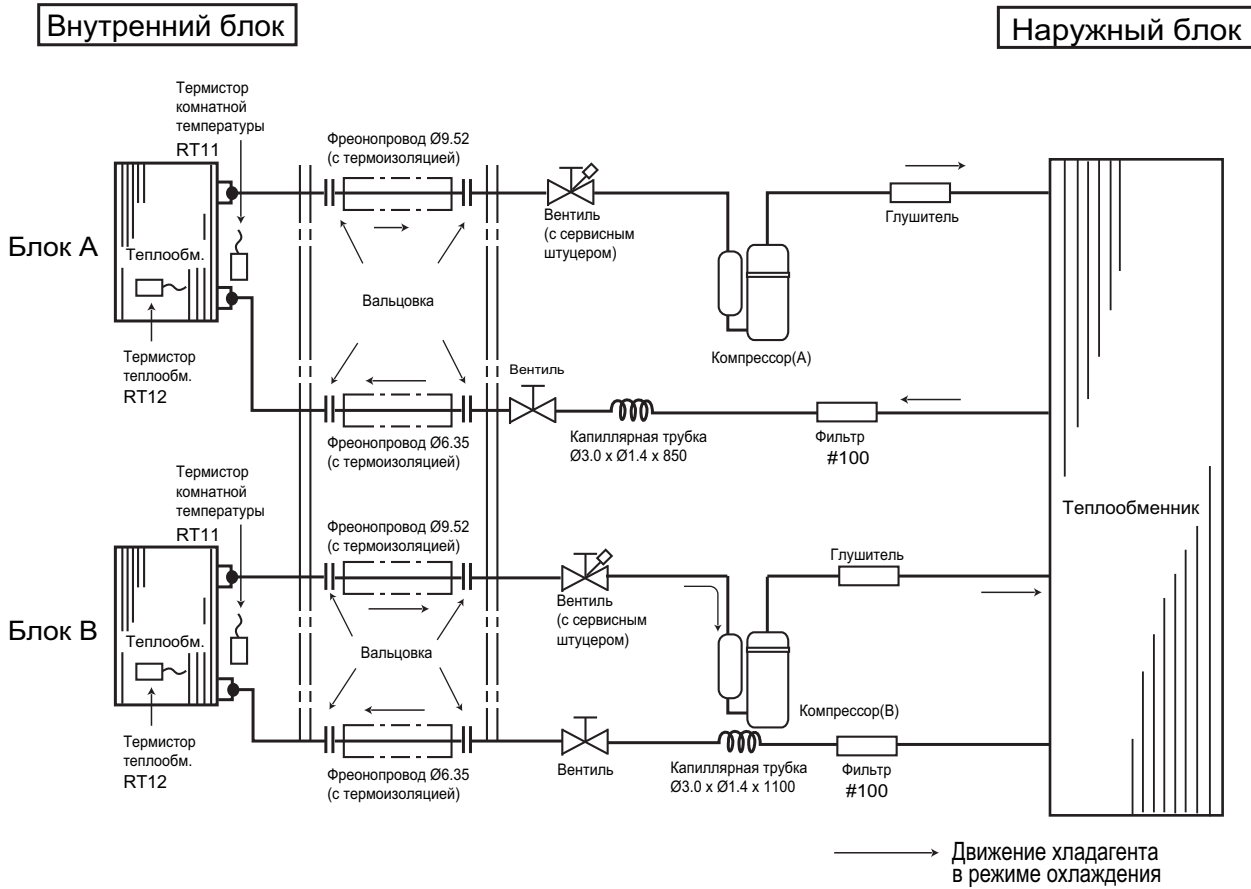 Внутренний блок
Наружный блок
Термистор
комнатной
температуры
RT11
Фреонопровод Ø9.52
(с термоизоляцией)
Вентиль
(с сервисным
штуцером)
Глушитель
Блок А
Теплообм.
Вальцовка
Компрессор(А)
Термистор
теплообм.
RT12
Вентиль
Фреонопровод Ø6.35
(с термоизоляцией)
Капиллярная трубка
Ø3.0 x Ø1.4 x 850
Фильтр
#100
Теплообменник
Термистор
комнатной
температуры
RT11
Фреонопровод Ø9.52
(с термоизоляцией)
Вентиль
(с сервисным
штуцером)
Глушитель
Блок В
Теплообм.
Вальцовка
Компрессор(В)
Термистор
теплообм.
RT12
Фреонопровод Ø6.35
(с термоизоляцией)
Вентиль
Капиллярная трубка
Ø3.0 x Ø1.4 x 1100
Фильтр
#100
Движение хладагента
в режиме охлаждения